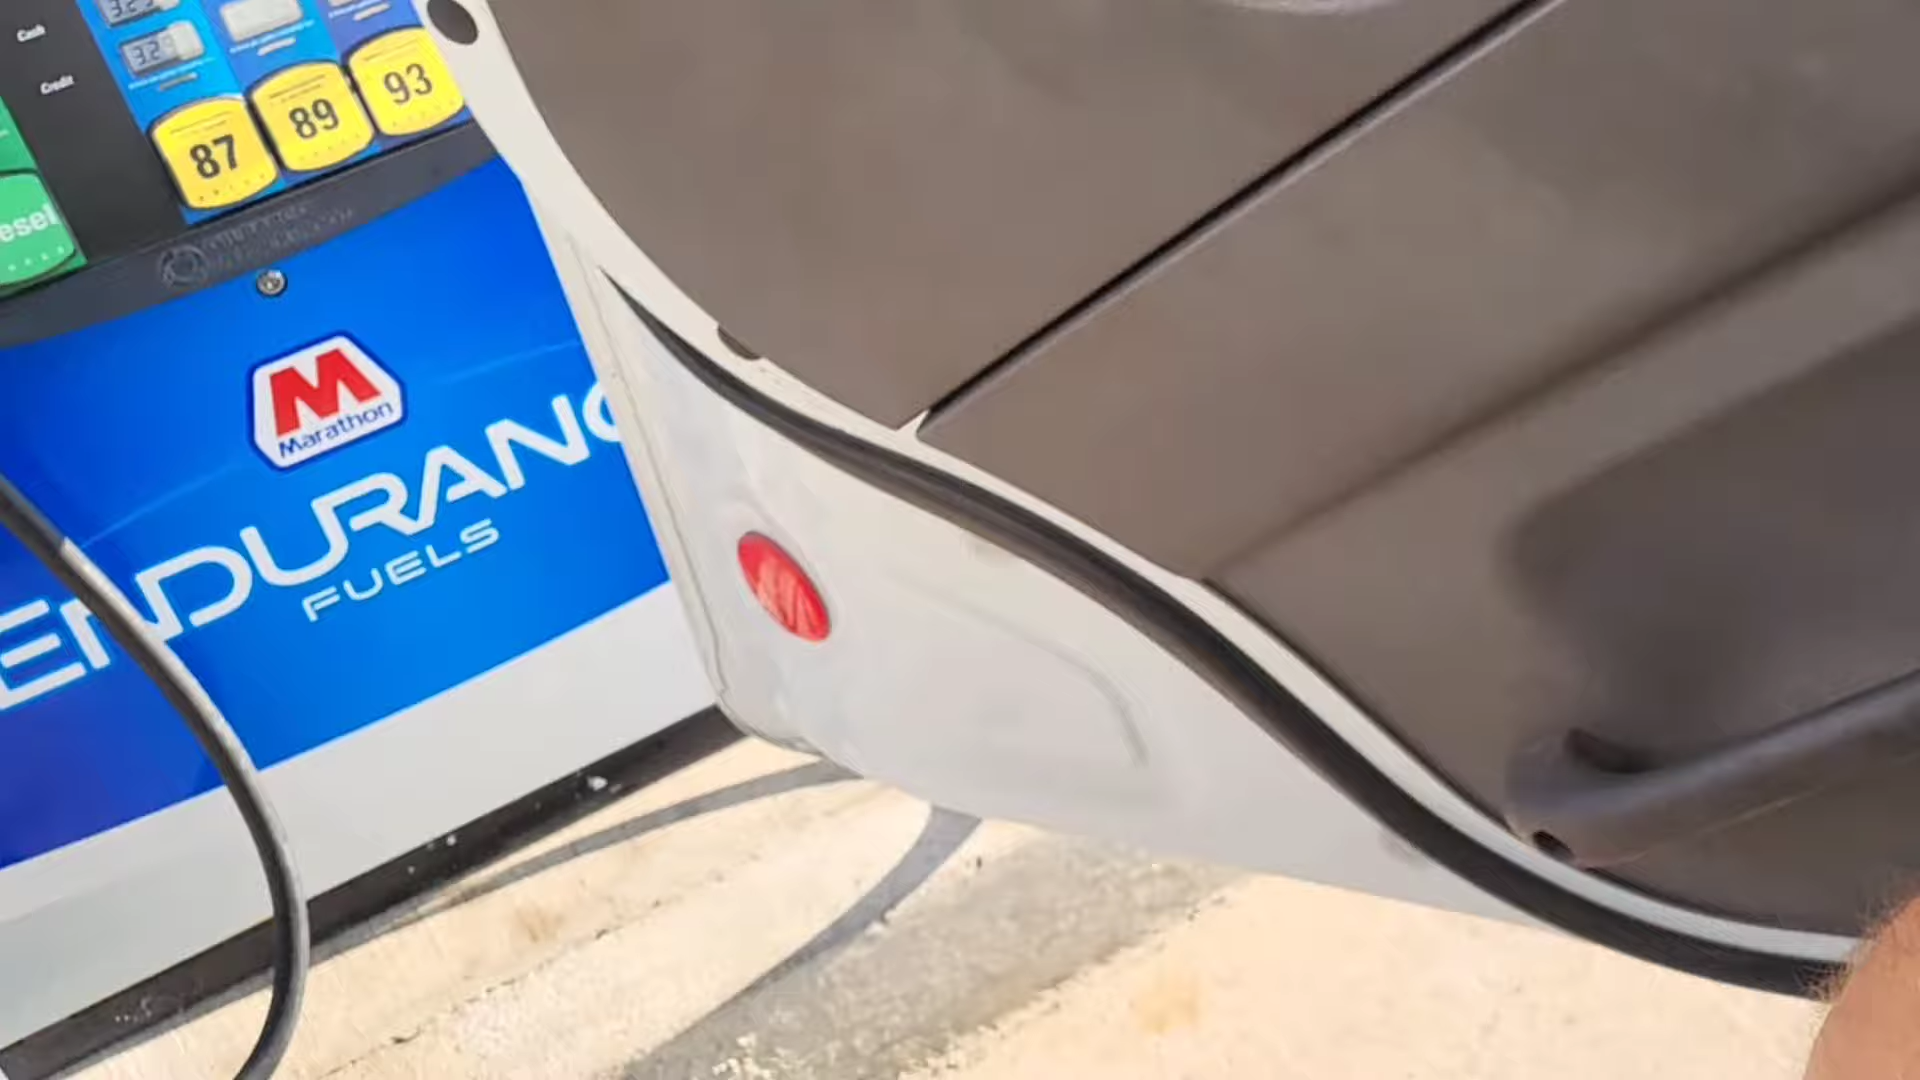 Cash
Credit
87
89
93
esel
M
Marathon
ENDURANC
FUELS